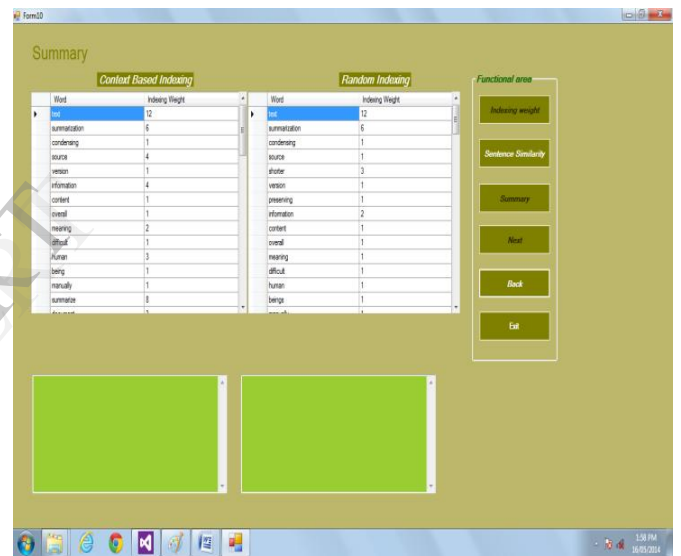 Form10
Summary
Context Based Indexing
Word Indexing Weight
text 12
summarization 6
condensing 1
source 4
version 1
information 4
content 1
overall 1
meaning 2
difficult 1
human 3
being 1
manually 1
summarize 8
document
Random Indexing
Word Indexing Weight
text 12
summarization 6
condensing 1
source 1
shorter 3
version 1
preserving 1
information 2
content 1
overall 1
meaning 1
difficult 1
human 1
beings 1
Functional area
Indexing weight
Sentence Similarity
Summary
Next
Back
Exit
1:58 PM
16/03/2014